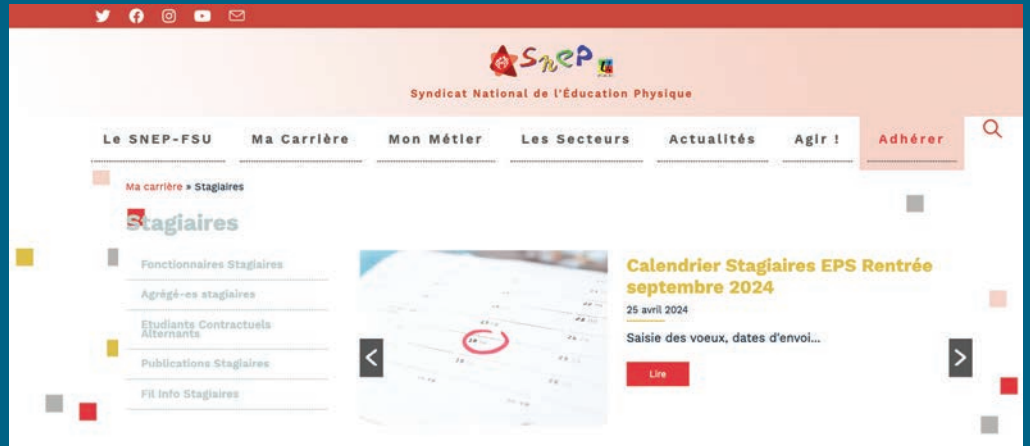 SneP
Syndicat National de l'Éducation Physique
Le SNEP-FSU Ma Carrière Mon Métier Les Secteurs Actualités Agir ! Adhérer
Ma carrière » Stagiaires
Stagiaires
Fonctionnaires Stagiaires
Agrégé-es stagiaires
Etudiants Contractuels
Alternants
Publications Stagiaires
Fil Info Stagiaires
Calendrier Stagiaires EPS Rentrée
septembre 2024
25 avril 2024
Saisie des voeux, dates d'envoi...
Lire